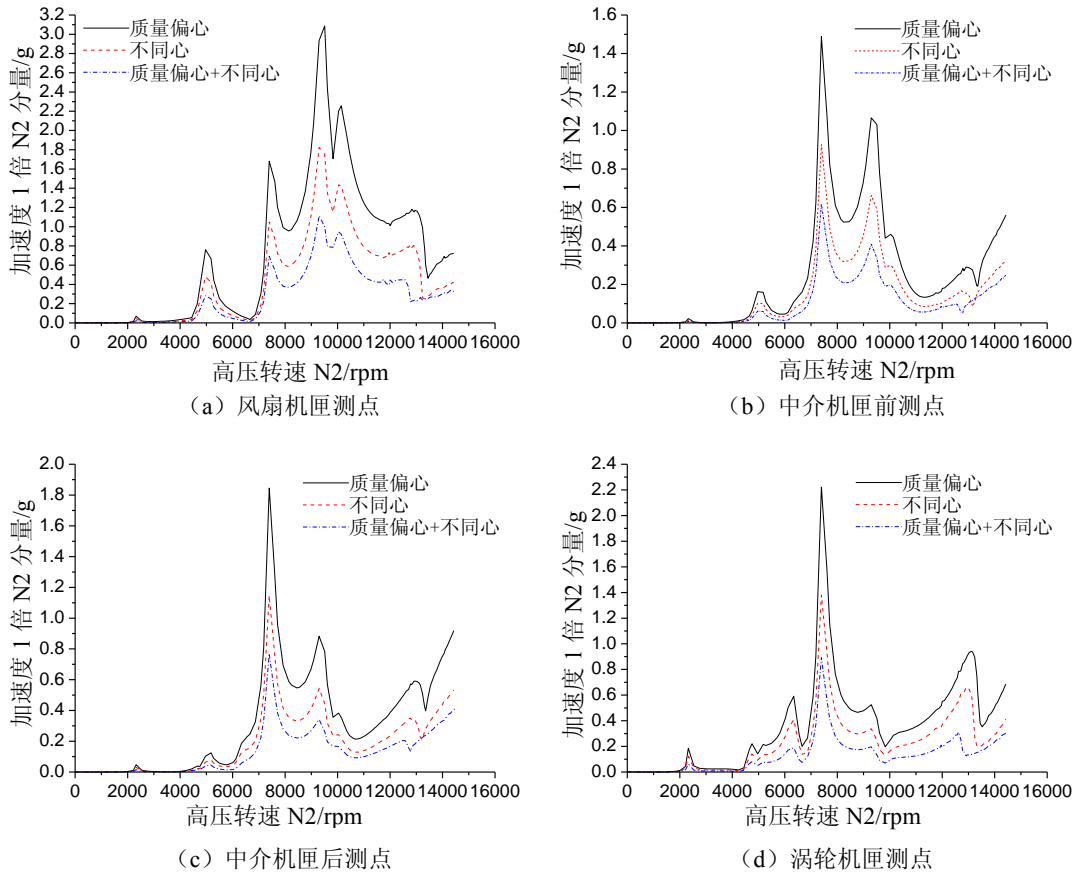 加速度 1 倍 N2 分量/g
3.2
3.0
2.8
2.6
2.4
2.2
2.0
1.8
1.6
1.4
1.2
1.0
0.8
0.6
0.4
0.2
0.0
质量偏心
不同心
质量偏心+不同心
0 2000 4000 6000 8000 10000 12000 14000 16000
高压转速 N2/rpm
(a)风扇机匣测点
加速度 1 倍 N2 分量/g
1.6
1.4
1.2
1.0
0.8
0.6
0.4
0.2
0.0
质量偏心
不同心
质量偏心+不同心
0 2000 4000 6000 8000 10000 12000 14000 16000
高压转速 N2/rpm
(b)中介机匣前测点
加速度 1 倍 N2 分量/g
2.0
1.8
1.6
1.4
1.2
1.0
0.8
0.6
0.4
0.2
0.0
质量偏心
不同心
质量偏心+不同心
0 2000 4000 6000 8000 10000 12000 14000 16000
高压转速 N2/rpm
(c)中介机匣后测点
加速度 1 倍 N2 分量/g
2.4
2.2
2.0
1.8
1.6
1.4
1.2
1.0
0.8
0.6
0.4
0.2
0.0
质量偏心
不同心
质量偏心+不同心
0 2000 4000 6000 8000 10000 12000 14000 16000
高压转速 N2/rpm
(d)涡轮机匣测点